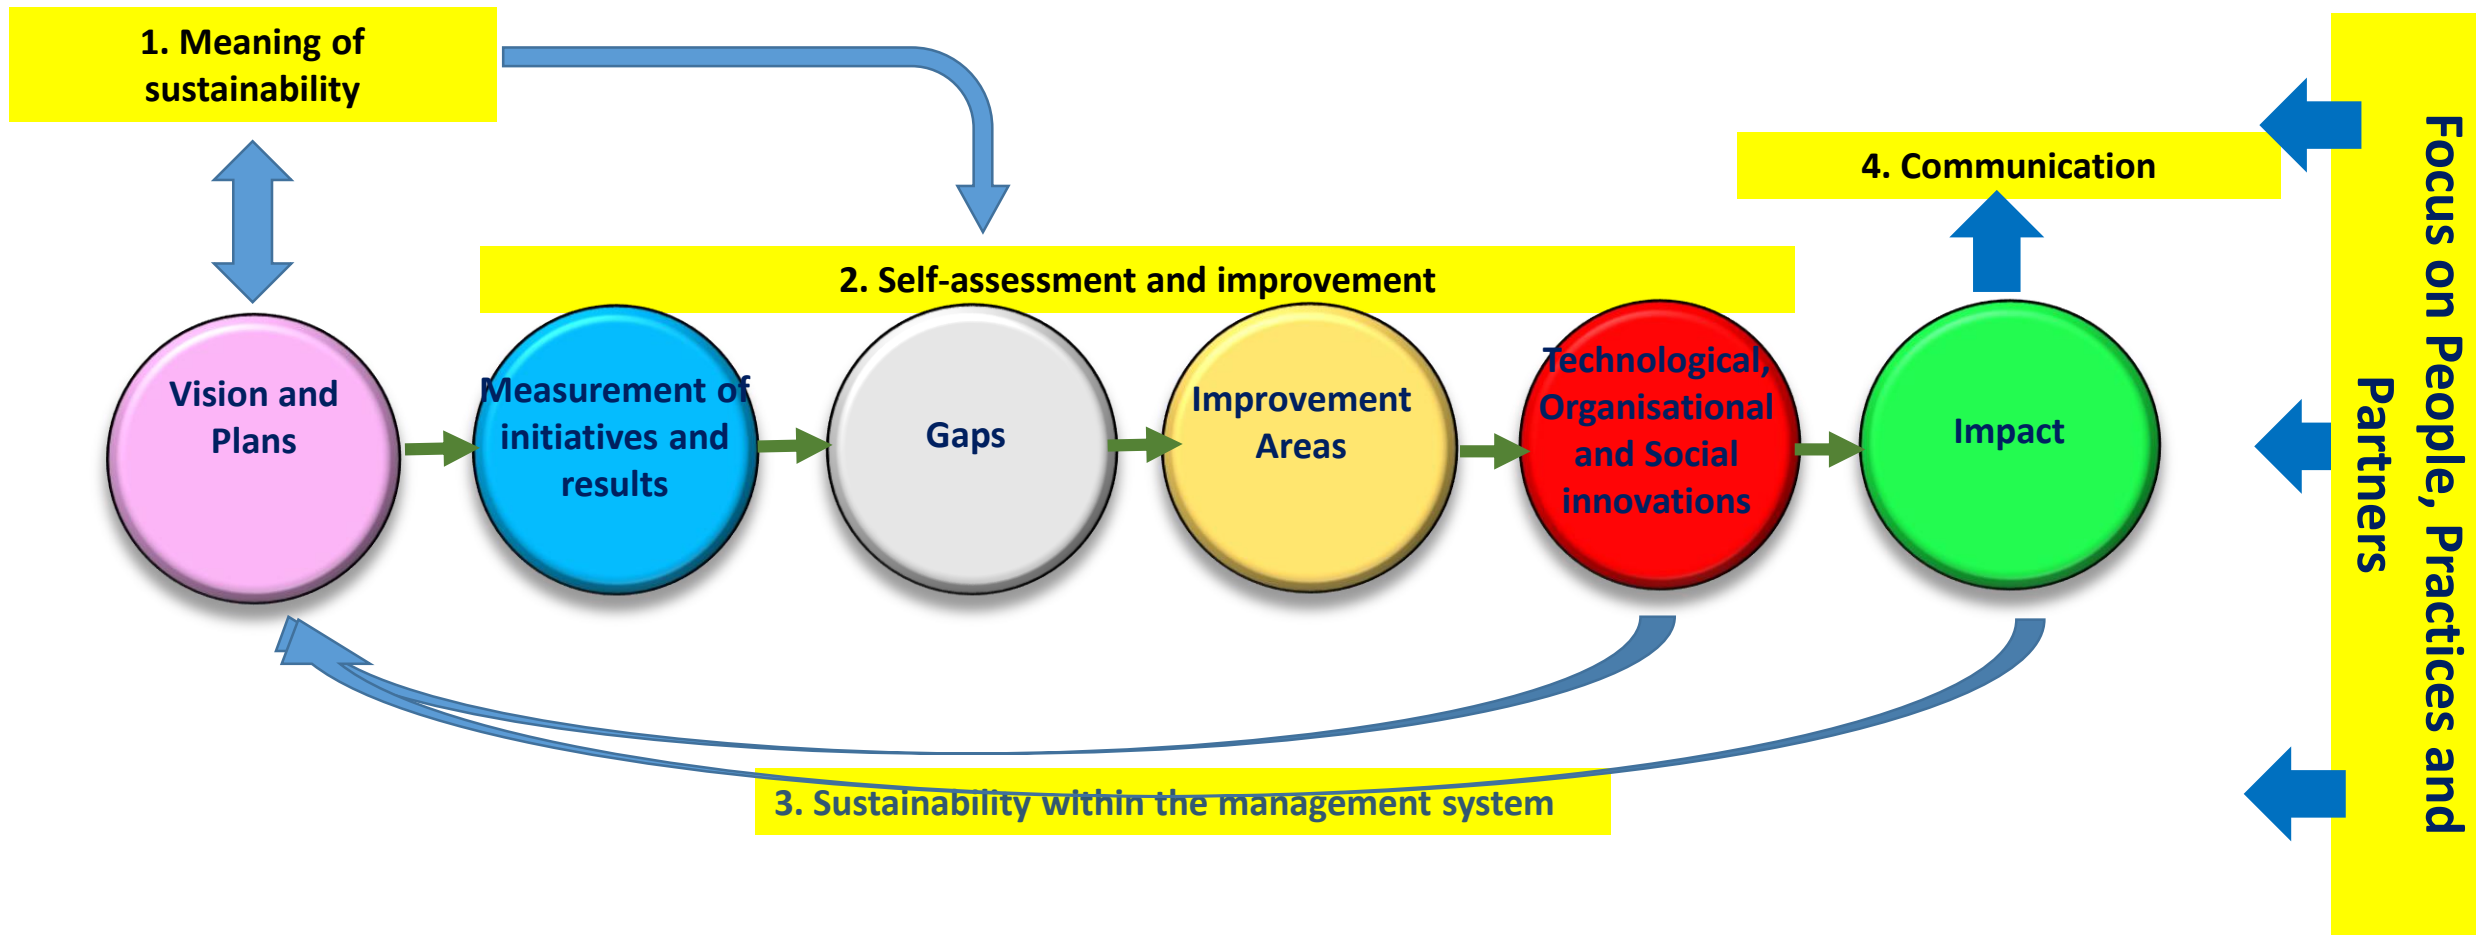 1. Meaning of
sustainability
4. Communication
2. Self-assessment and improvement
Vision and
Plans
Measurement of
initiatives and
results
Gaps
Improvement
Areas
Technological,
Organisational
and Social
innovations
Impact
3. Sustainability within the management system
Focus on People, Practices and
Partners